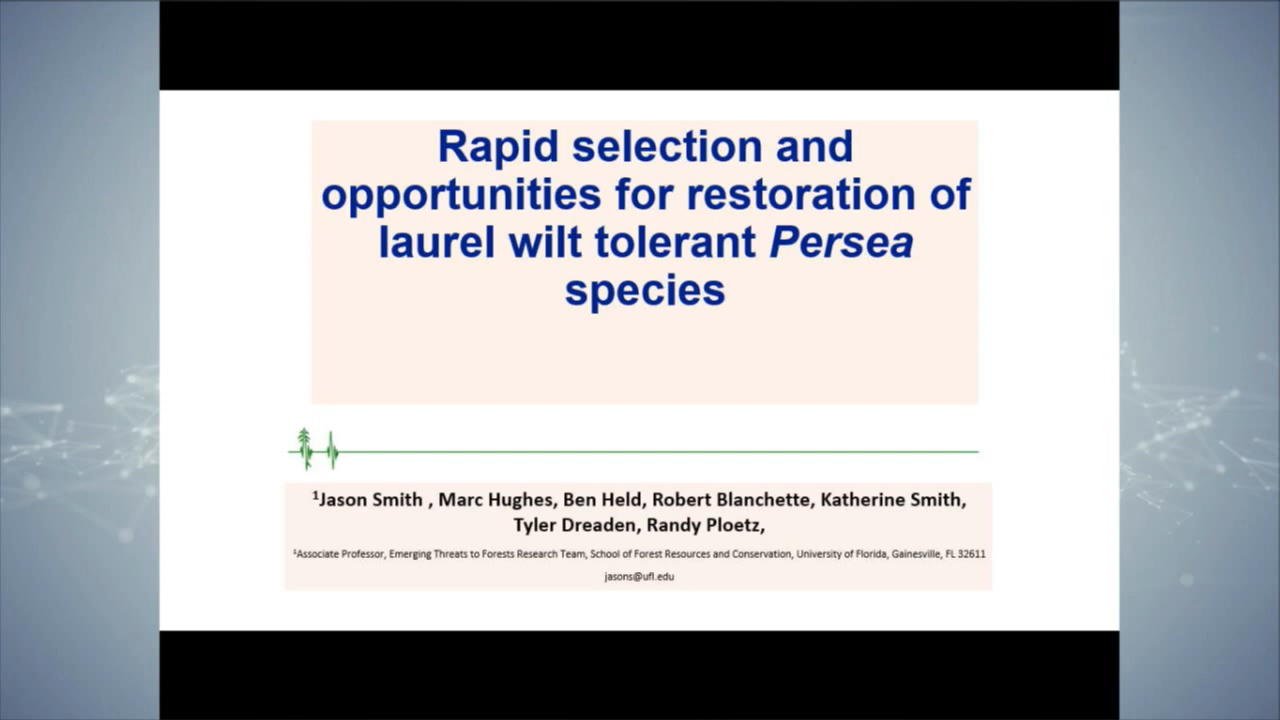 Rapid selection and
opportunities for restoration of
laurel wilt tolerant Persea
species
¹Jason Smith , Marc Hughes, Ben Held, Robert Blanchette, Katherine Smith,
Tyler Dreaden, Randy Ploetz,
¹Associate Professor, Emerging Threats to Forests Research Team, School of Forest Resources and Conservation, University of Florida, Gainesville, FL 32611
jasons@ufl.edu